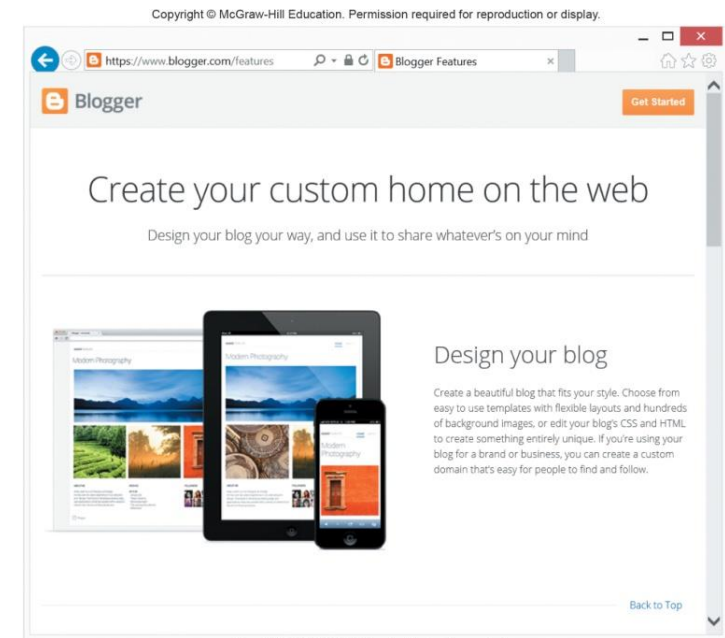 Copyright © McGraw-Hill Education. Permission required for reproduction or display.
https://www.blogger.com/features
Blogger Features
Blogger
Get Started
Create your custom home on the web
Design your blog your way, and use it to share whatever's on your mind
Modern Photography
Modern Photography
Modern
Photography
Design your blog
Create a beautiful blog that fits your style. Choose from
easy to use templates with flexible layouts and hundreds
of background images, or edit your blog's CSS and HTML
to create something entirely unique. If you're using your
blog for a brand or business, you can create a custom
domain that's easy for people to find and follow.
Back to Top